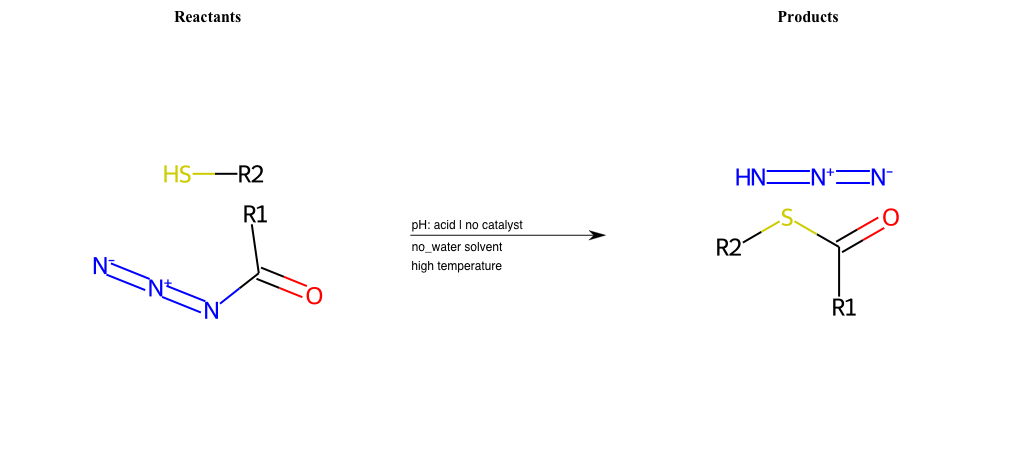 Reactants
Products
HS R2
R1
N- N+ N O
pH: acid | no catalyst
no_water solvent
high temperature
HN N+ N-
S O
R2
R1